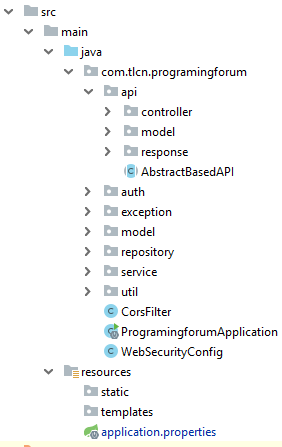 src
main
java
com.tlcn.programingforum
api
controller
model
response
AbstractBasedAPI
auth
exception
model
repository
service
util
CorsFilter
ProgramingforumApplication
WebSecurityConfig
resources
static
templates
application.properties